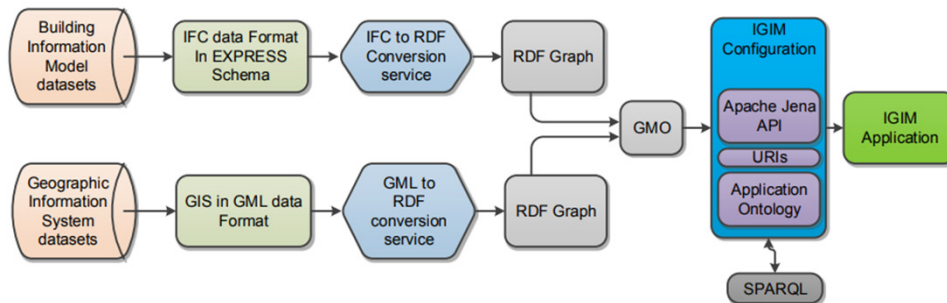 Building
Information
Model
datasets
IFC data Format
In EXPRESS
Schema
IFC to RDF
Conversion
service
RDF Graph
Geographic
Information
System
datasets
GIS in GML data
Format
GML to
RDF
conversion
service
RDF Graph
GMO
IGIM
Configuration
Apache Jena
API
URIs
Application
Ontology
SPARQL
IGIM
Application